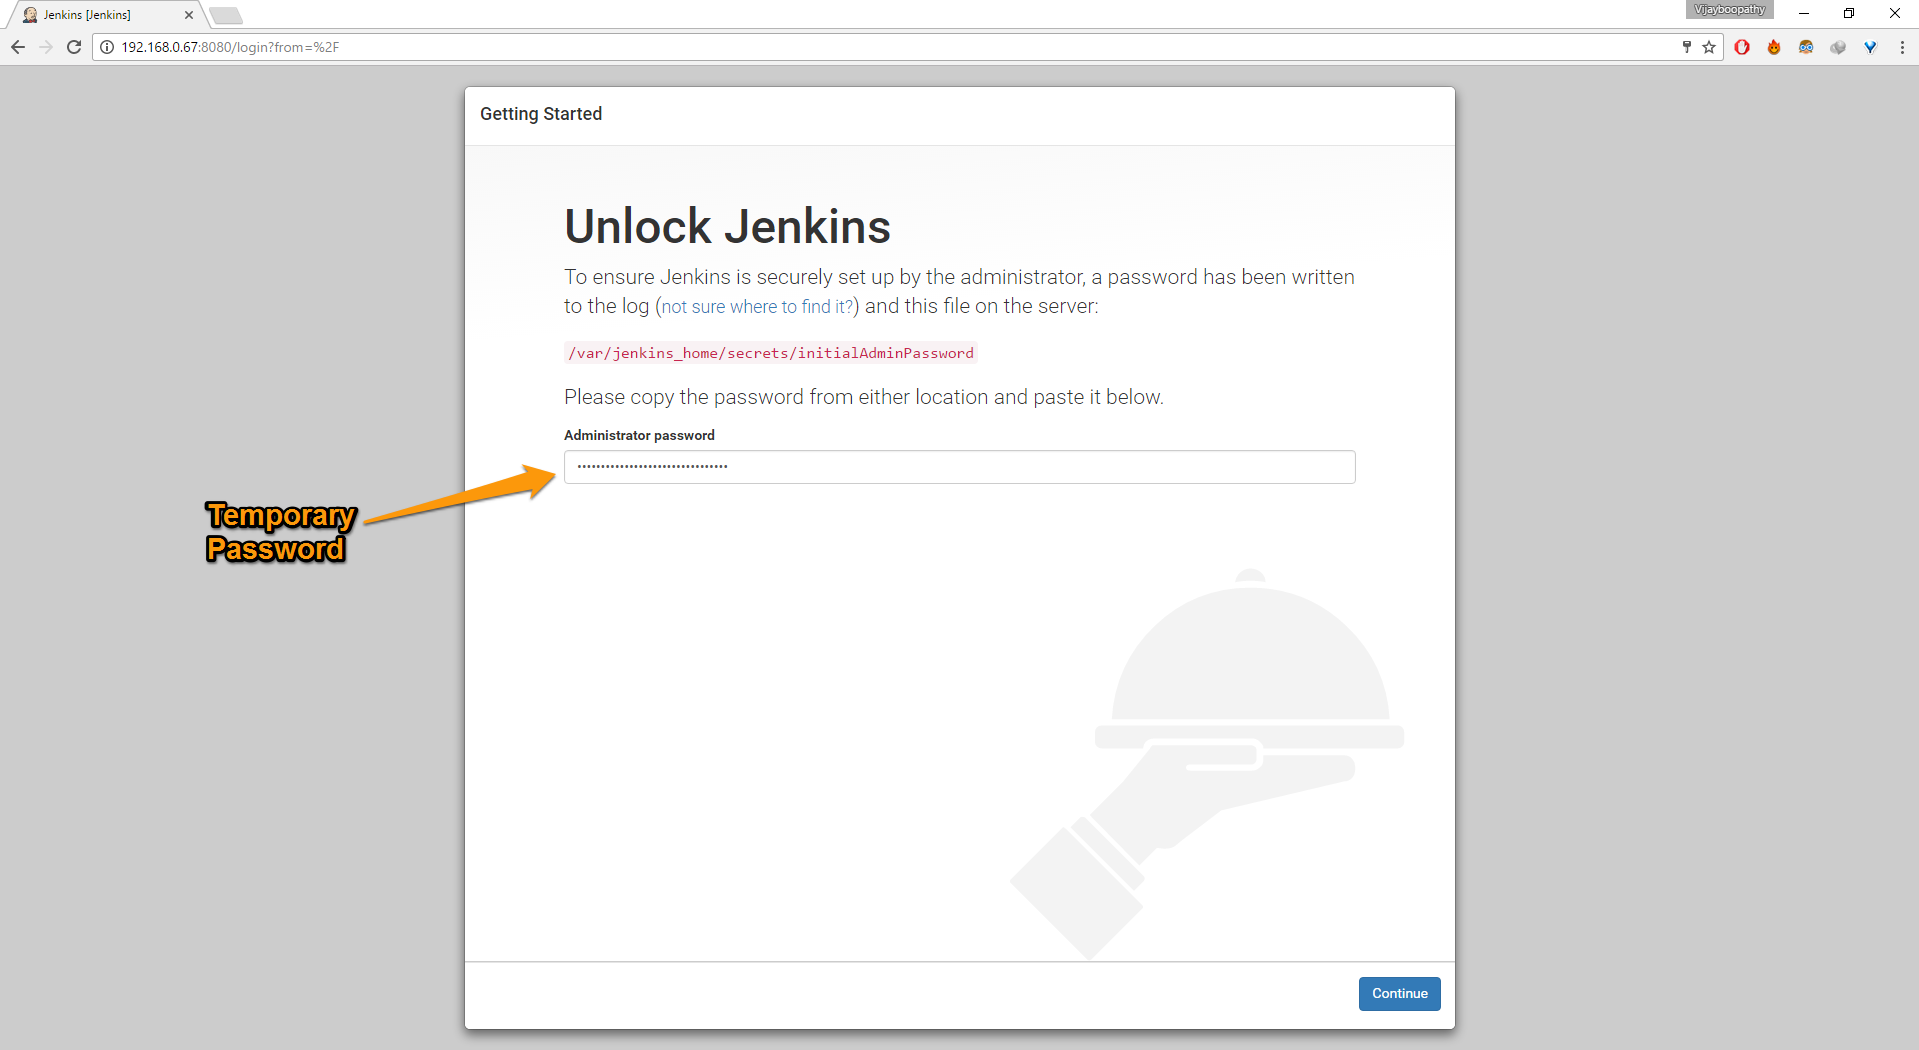 Jenkins [Jenkins]
Vijayboopathy
192.168.0.67:8080/login?from=%2F
Getting Started
Unlock Jenkins
To ensure Jenkins is securely set up by the administrator, a password has been written
to the log (not sure where to find it?) and this file on the server:
/var/jenkins_home/secrets/initialAdminPassword
Please copy the password from either location and paste it below.
Administrator password
••••••••••••••••••••••••••••••••
Temporary
Password
Continue